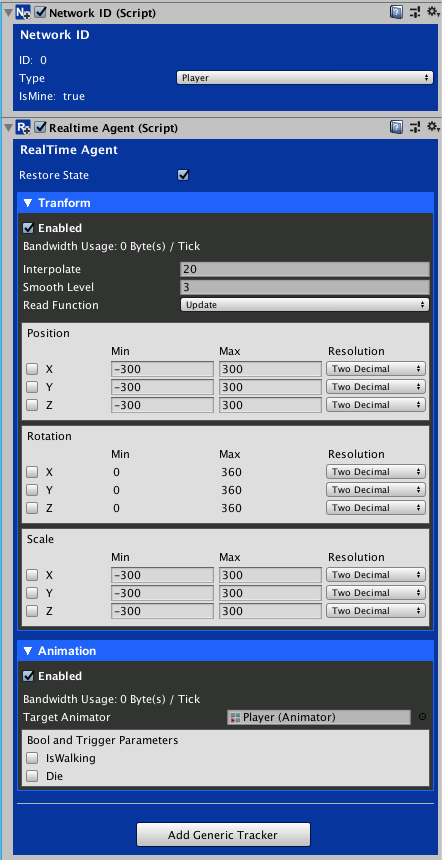 Network ID (Script)
Network ID
ID: 0
Type Player
IsMine: true
Realtime Agent (Script)
RealTime Agent
Restore State
▼ Tranform
Enabled
Bandwidth Usage: 0 Byte(s) / Tick
Interpolate 20
Smooth Level 3
Read Function Update
Position
Min Max Resolution
X -300 300 Two Decimal
Y -300 300 Two Decimal
Z -300 300 Two Decimal
Rotation
Min Max Resolution
X 0 360 Two Decimal
Y 0 360 Two Decimal
Z 0 360 Two Decimal
Scale
Min Max Resolution
X -300 300 Two Decimal
Y -300 300 Two Decimal
Z -300 300 Two Decimal
▼ Animation
Enabled
Bandwidth Usage: 0 Byte(s) / Tick
Target Animator Player (Animator)
Bool and Trigger Parameters
IsWalking
Die
Add Generic Tracker